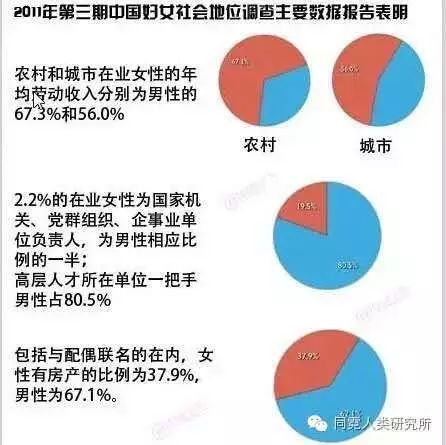 2011年第三期中国妇女社会地位调查主要数据报告表明
农村和城市在业女性的年
均劳动收入分别为男性的
67.3%和56.0%
67.1%
56.0%
农村
城市
2.2%的在业女性为国家机
关、党群组织、企事业单
位负责人，为男性相应比
例的一半；
高层人才所在单位一把手
男性占80.5%
19.5%
80.5%
包括与配偶联名的在内，女
性有房产的比例为37.9%，
男性为67.1%。
37.9%
同竞人类研究所